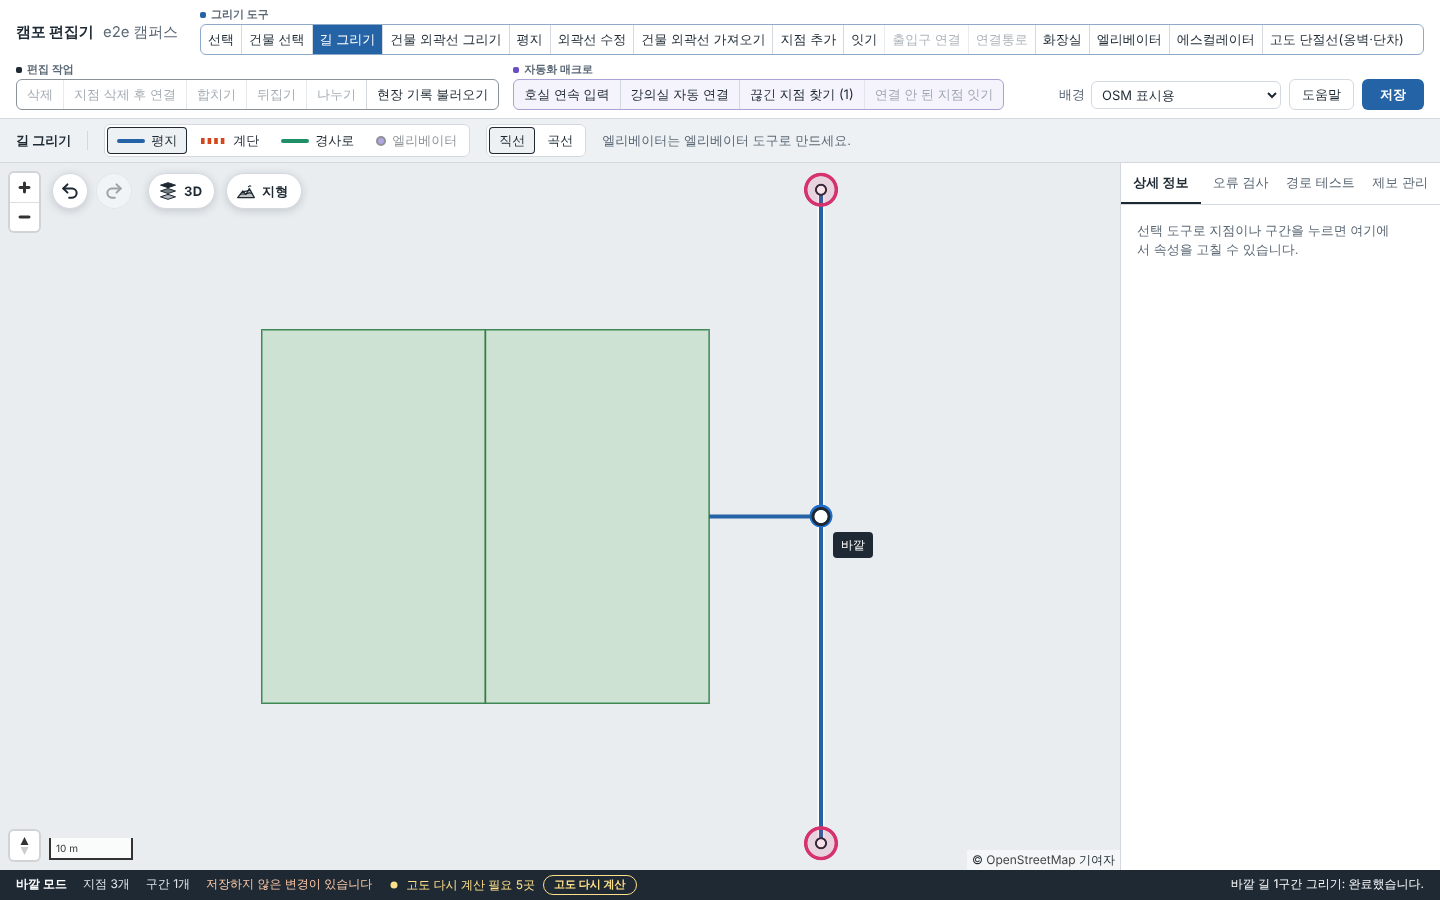 그리기 도구
캠포 편집기 e2e 캠퍼스
선택 건물 선택 길 그리기 건물 외곽선 그리기 평지 외곽선 수정 건물 외곽선 가져오기 지점 추가 잇기 출입구 연결 연결통로 화장실 엘리베이터 에스컬레이터 고도 단절선(옹벽·단차)
편집 작업 자동화 매크로
삭제 지점 삭제 후 연결 합치기 뒤집기 나누기 현장 기록 불러오기 호실 연속 입력 강의실 자동 연결 끊긴 지점 찾기 (1) 연결 안 된 지점 잇기 배경 OSM 표시용 도움말 저장
길 그리기 평지 계단 경사로 엘리베이터 직선 곡선 엘리베이터는 엘리베이터 도구로 만드세요.
3D 지형
상세 정보 오류 검사 경로 테스트 제보 관리
선택 도구로 지점이나 구간을 누르면 여기에
서 속성을 고칠 수 있습니다.
바깥
10 m
© OpenStreetMap 기여자
바깥 모드 지점 3개 구간 1개 저장하지 않은 변경이 있습니다 고도 다시 계산 필요 5곳 고도 다시 계산 바깥 길 1구간 그리기: 완료했습니다.